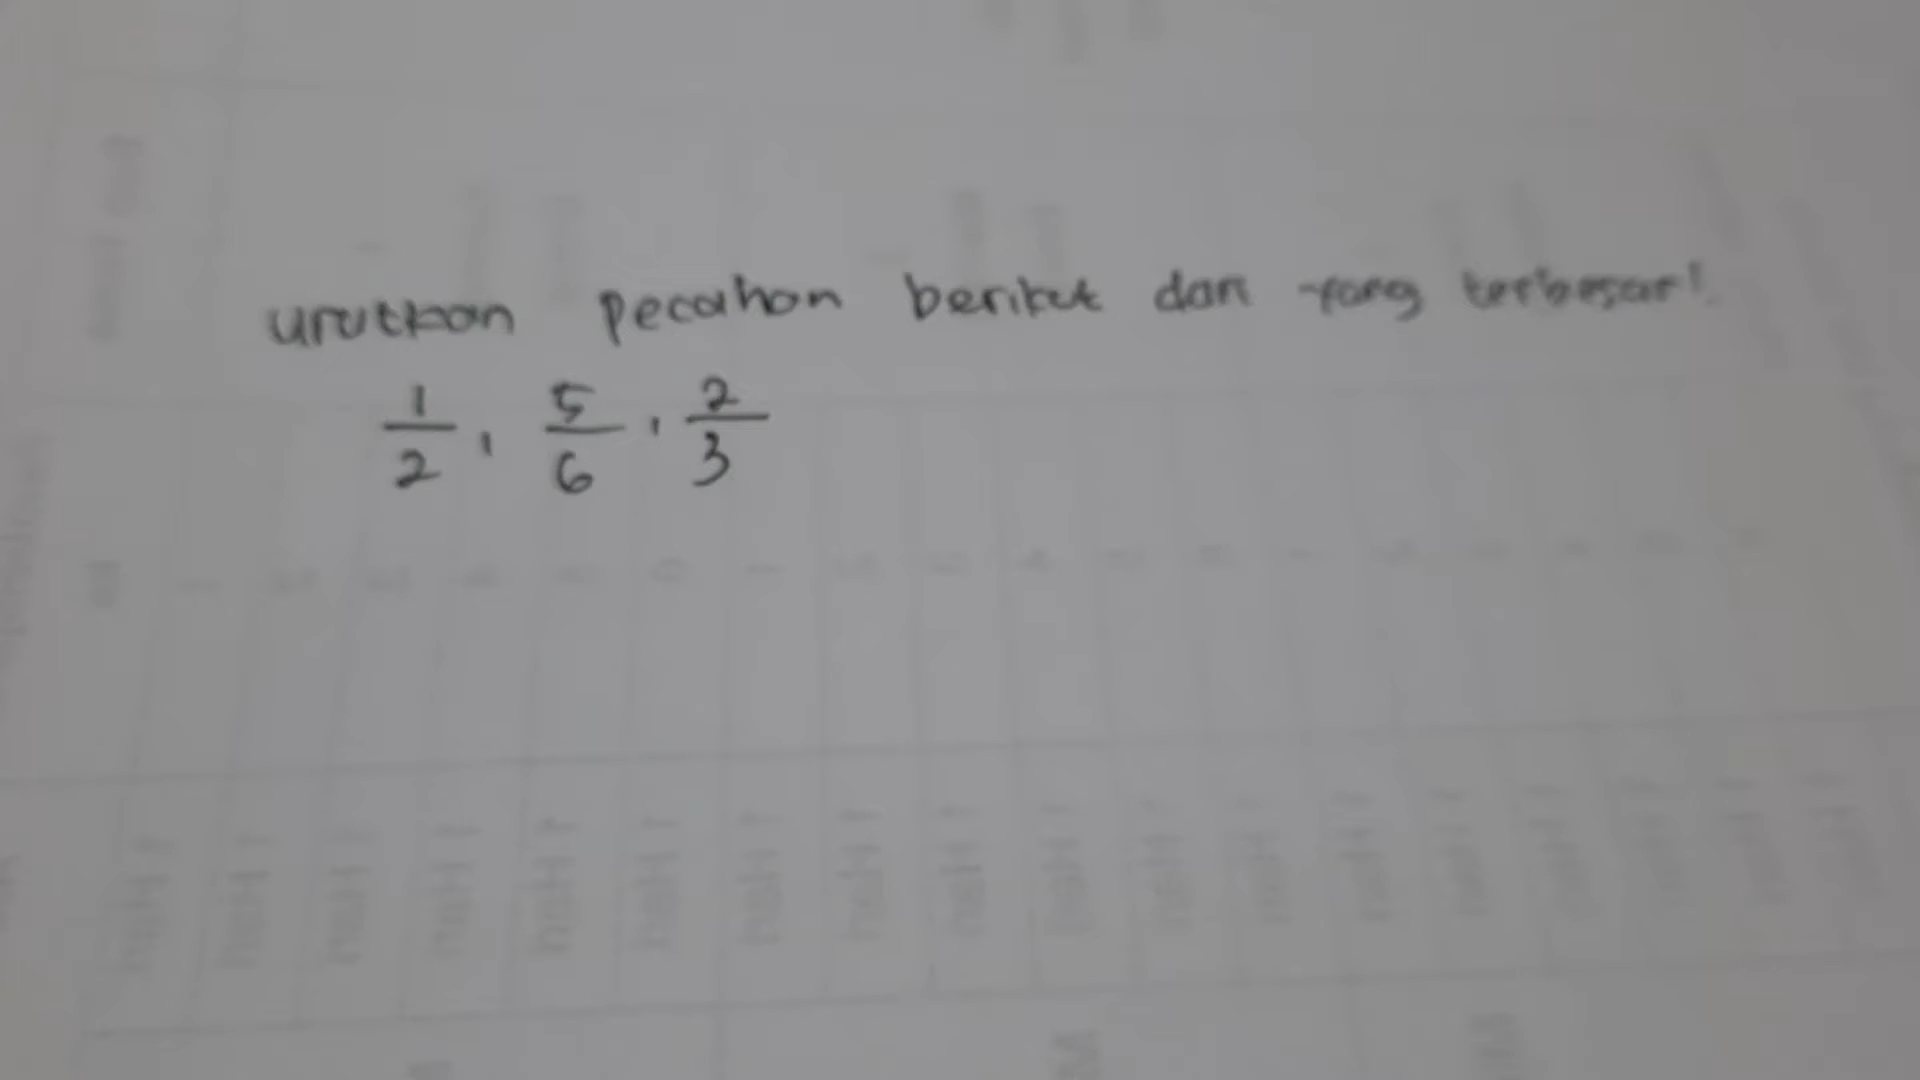 urutkan pecahan berikut dari yang terbesar!
1/2, 5/6, 2/3